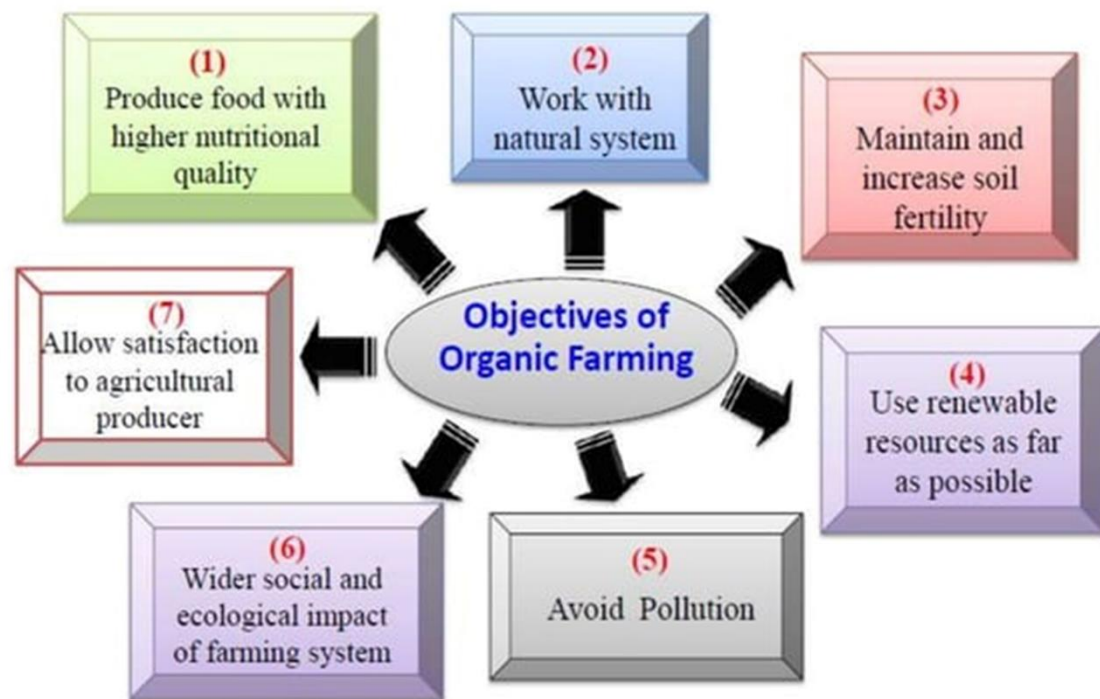 Objectives of
Organic Farming
(1)
Produce food with
higher nutritional
quality
(2)
Work with
natural system
(3)
Maintain and
increase soil
fertility
(4)
Use renewable
resources as far
as possible
(5)
Avoid Pollution
(6)
Wider social and
ecological impact
of farming system
(7)
Allow satisfaction
to agricultural
producer